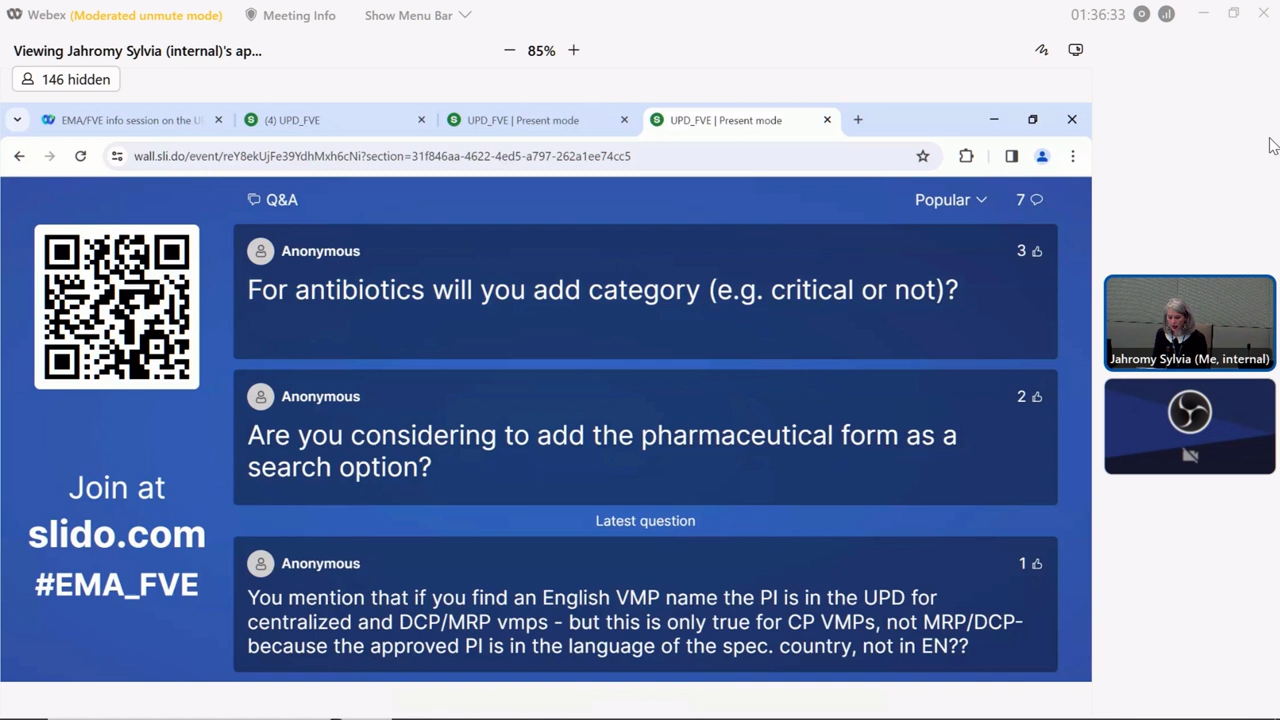 Webex (Moderated unmute mode) Meeting Info Show Menu Bar 01:36:33
Viewing Jahromy Sylvia (internal)'s ap... 85%
146 hidden
EMA/FVE info session on the U (4) UPD_FVE UPD_FVE | Present mode UPD_FVE | Present mode
wall.sli.do/event/reY8ekUjFe39YdhMxh6cNi?section=31f846aa-4622-4ed5-a797-262a1ee74cc5
Q&A Popular 7
Anonymous 3
For antibiotics will you add category (e.g. critical or not)?
Anonymous 2
Are you considering to add the pharmaceutical form as a
search option?
Latest question
Anonymous 1
You mention that if you find an English VMP name the PI is in the UPD for
centralized and DCP/MRP vmps - but this is only true for CP VMPs, not MRP/DCP-
because the approved PI is in the language of the spec. country, not in EN??
Join at
slido.com
#EMA_FVE
Jahromy Sylvia (Me, internal)